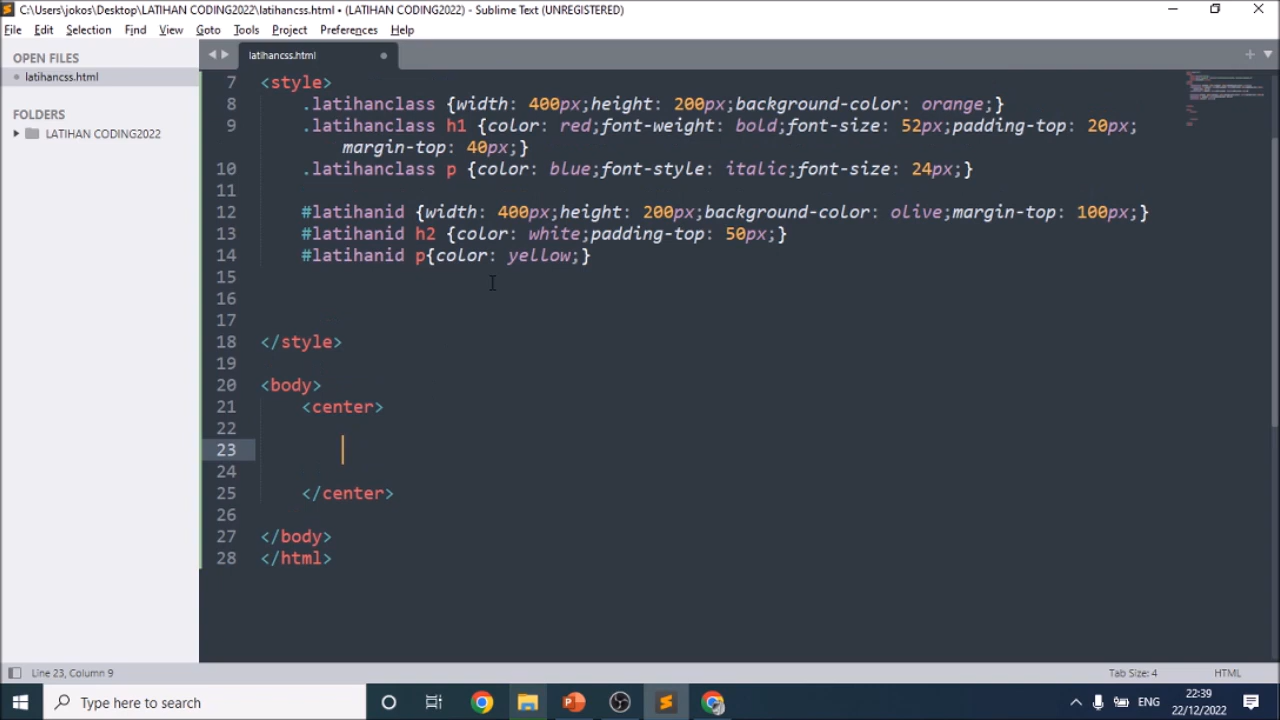 C:\Users\jokos\Desktop\LATIHAN CODING2022\latihancss.html • (LATIHAN CODING2022) - Sublime Text (UNREGISTERED)
File Edit Selection Find View Goto Tools Project Preferences Help
OPEN FILES
latihancss.html
FOLDERS
LATIHAN CODING2022
latihancss.html
7 <style>
8 .latihanclass {width: 400px;height: 200px;background-color: orange;}
9 .latihanclass h1 {color: red;font-weight: bold;font-size: 52px;padding-top: 20px;
margin-top: 40px;}
10 .latihanclass p {color: blue;font-style: italic;font-size: 24px;}
11
12 #latihanid {width: 400px;height: 200px;background-color: olive;margin-top: 100px;}
13 #latihanid h2 {color: white;padding-top: 50px;}
14 #latihanid p{color: yellow;}
15
16
17
18 </style>
19
20 <body>
21 <center>
22
23
24
25 </center>
26
27 </body>
28 </html>
Line 23, Column 9
Tab Size: 4
HTML
Type here to search
ENG
22:39
22/12/2022